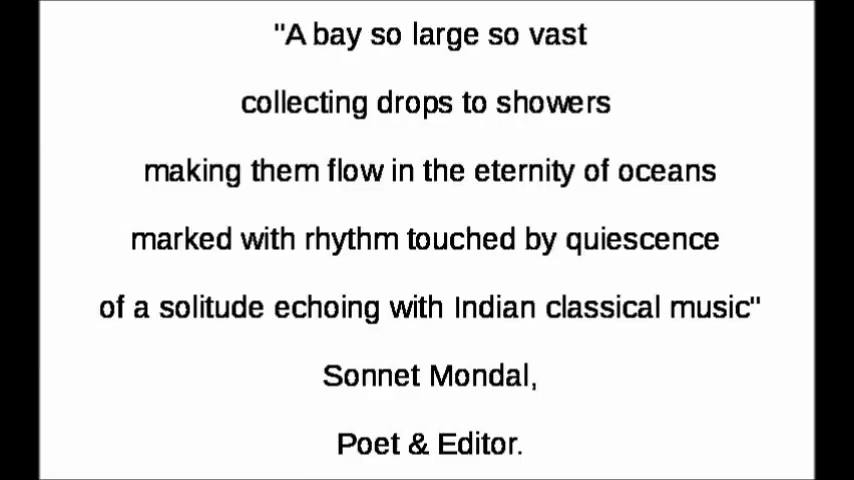 "A bay so large so vast
collecting drops to showers
making them flow in the eternity of oceans
marked with rhythm touched by quiescence
of a solitude echoing with Indian classical music"
Sonnet Mondal,
Poet & Editor.